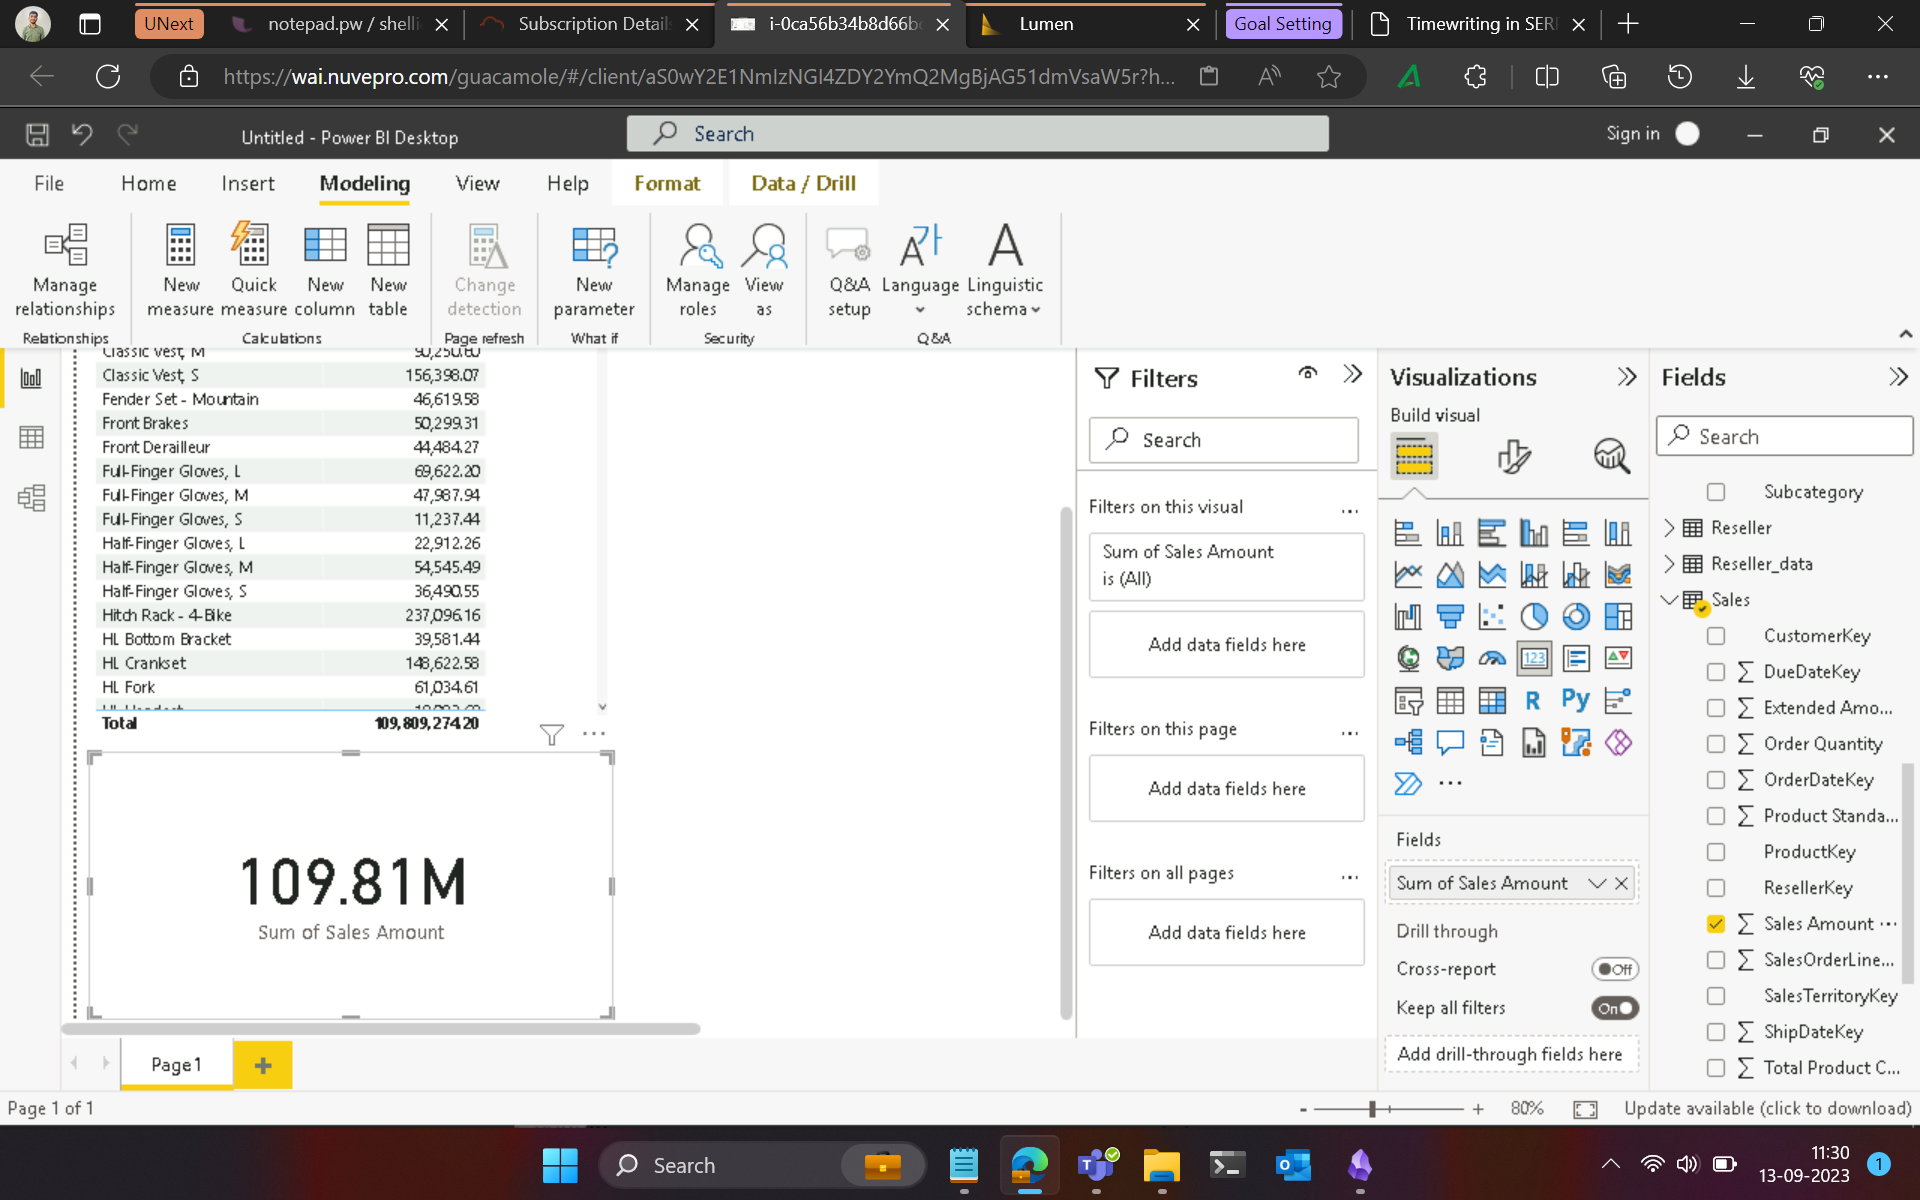 UNext
notepad.pw / shelli
Subscription Details
i-0ca56b34b8d66b
Lumen
Goal Setting
Timewriting in SERI
https://wai.nuvepro.com/guacamole/#/client/aS0wY2E1NmIzNGI4ZDY2YmQ2MgBjAG51dmVsaW5r?h...
Untitled - Power BI Desktop
Search
Sign in
File
Home
Insert
Modeling
View
Help
Format
Data / Drill
Manage relationships
New measure
Quick measure
New column
New table
Change detection
New parameter
Manage roles
View as
Q&A setup
Language
Linguistic schema
Relationships
Calculations
Page refresh
What if
Security
Q&A
Classic Vest, M 90,250.60
Classic Vest, S 156,398.07
Fender Set - Mountain 46,619.58
Front Brakes 50,299.31
Front Derailleur 44,484.27
Full-Finger Gloves, L 69,622.20
Full-Finger Gloves, M 47,987.94
Full-Finger Gloves, S 11,237.44
Half-Finger Gloves, L 22,912.26
Half-Finger Gloves, M 54,545.49
Half-Finger Gloves, S 36,490.55
Hitch Rack - 4-Bike 237,096.16
HL Bottom Bracket 39,581.44
HL Crankset 148,622.58
HL Fork 61,034.61
Total 109,809,274.20
109.81M
Sum of Sales Amount
Filters
Search
Filters on this visual ...
Sum of Sales Amount
is (All)
Add data fields here
Filters on this page ...
Add data fields here
Filters on all pages ...
Add data fields here
Visualizations
Build visual
123
R
Py
...
Fields
Sum of Sales Amount
Drill through
Cross-report Off
Keep all filters On
Add drill-through fields here
Fields
Search
Subcategory
Reseller
Reseller_data
Sales
CustomerKey
DueDateKey
Extended Amo...
Order Quantity
OrderDateKey
Product Standa...
ProductKey
ResellerKey
Sales Amount ...
SalesOrderLine...
SalesTerritoryKey
ShipDateKey
Total Product C...
Page 1
Page 1 of 1
- + 80%
Update available (click to download)
Search
11:30
13-09-2023
1